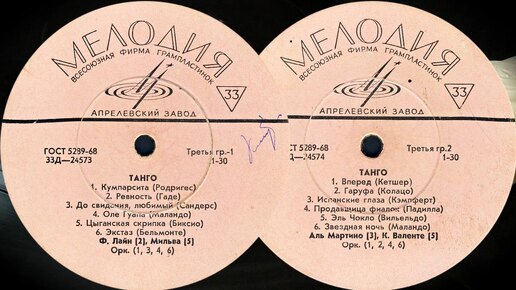 МЕЛОДИЯ
ВСЕСОЮЗНАЯ ФИРМА ГРАМПЛАСТИНОК
33
АПРЕЛЕВСКИЙ ЗАВОД
ГОСТ 5289-68
33Д—24573
Третья гр.-1
1-30
ТАНГО
1. Кумпарсита (Родригес)
2. Ревность (Гаде)
3. До свидания, любимый (Сандерс)
4. Оле Гуапа (Маландо)
5. Цыганская скрипка (Биксио)
6. Экстаз (Бельмонте)
Ф. Лайн [2], Мильва [5]
Орк. (1, 3, 4, 6)
МЕЛОДИЯ
ВСЕСОЮЗНАЯ ФИРМА ГРАМПЛАСТИНОК
33
АПРЕЛЕВСКИЙ ЗАВОД
СТ 5289-68
Д—24574
Третья гр.2
1-30
ТАНГО
1. Вперед (Кетшер)
2. Гаруфа (Колацо)
3. Испанские глаза (Кэмпферт)
4. Продавщица фиалок (Падилла)
5. Эль Чокло (Вильельдо)
6. Звездная ночь (Маландо)
Аль Мартино [3], К. Валенте [5]
Орк. (1, 2, 4, 6)